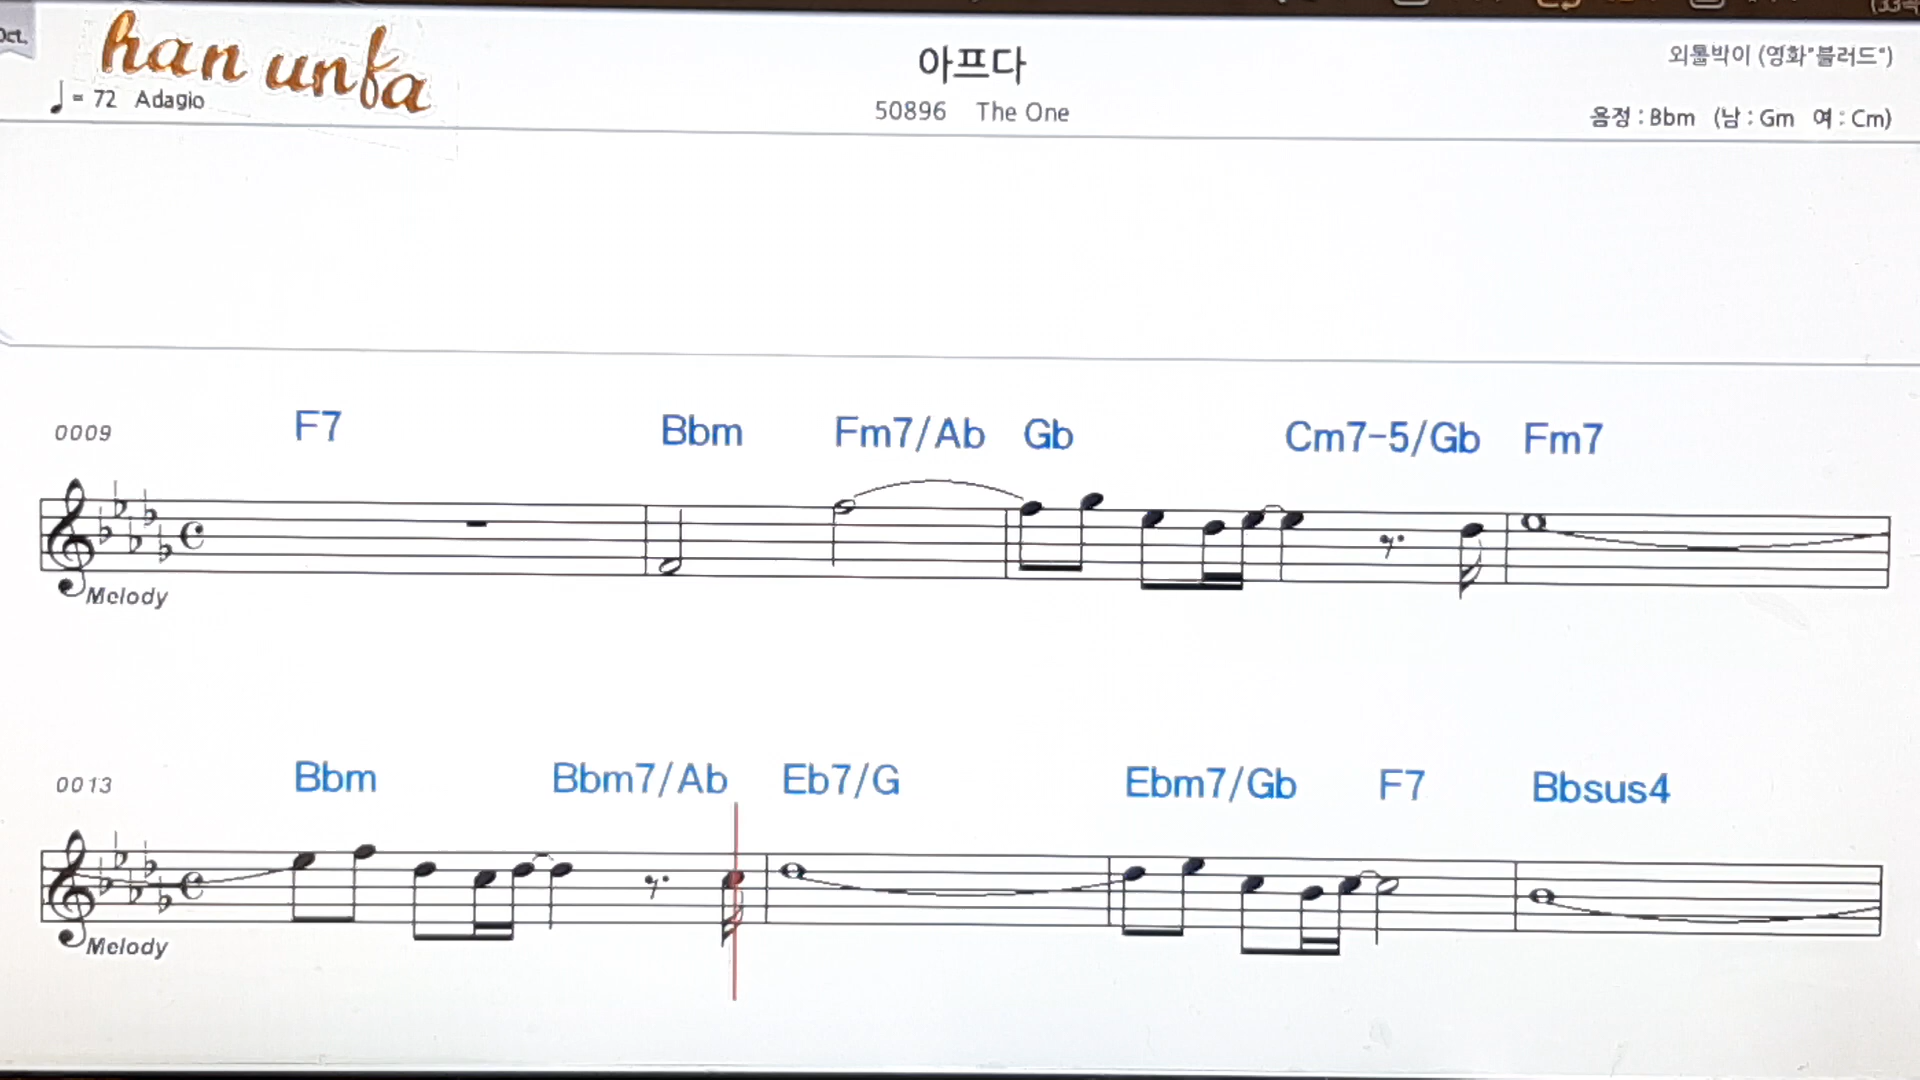 Oct.
han unfa
아프다
외톨박이 (영화"블러드")
♩ = 72 Adagio
50896 The One
음정 : Bbm (남 : Gm 여 : Cm)
0009 F7 Bbm Fm7/Ab Gb Cm7-5/Gb Fm7
Melody
0013 Bbm Bbm7/Ab Eb7/G Ebm7/Gb F7 Bbsus4
Melody